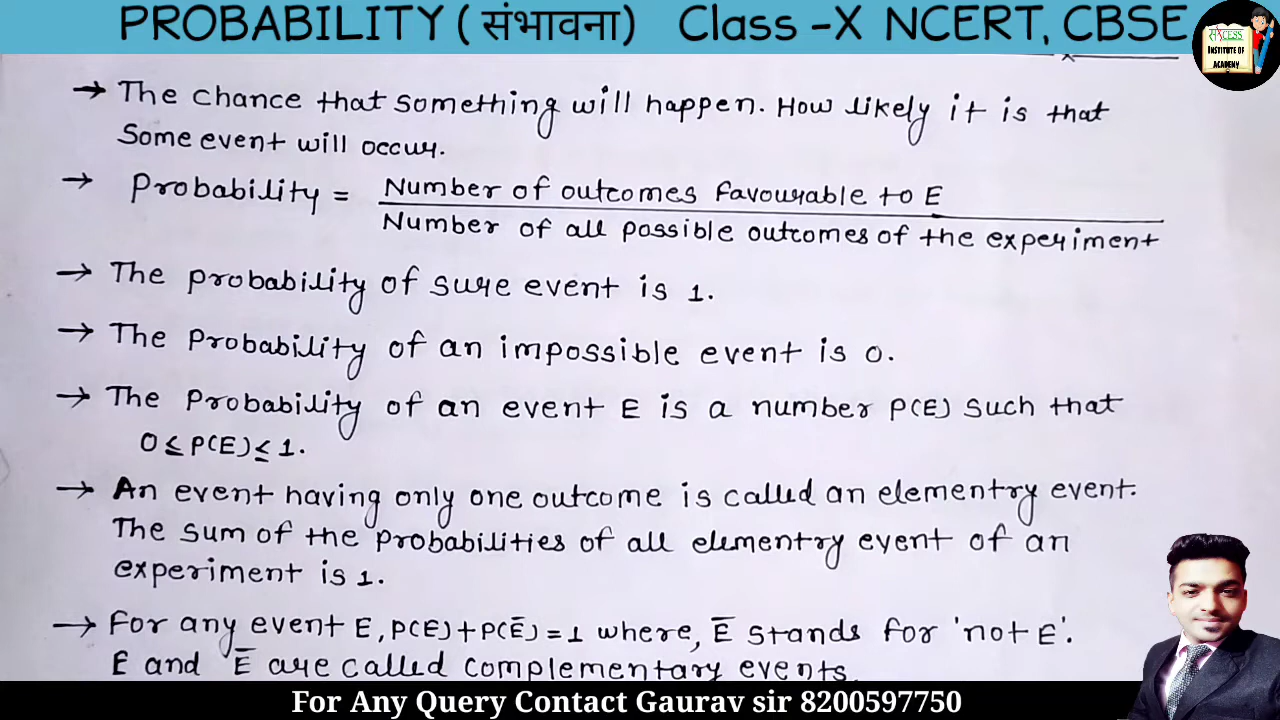 PROBABILITY ( संभावना) Class -X NCERT, CBSE
SUCCESS
INSTITUTE OF
ACADEMY
→ The chance that something will happen. How likely it is that
Some event will occur.
→ Probability = Number of outcomes favourable to E
Number of all possible outcomes of the experiment
→ The probability of sure event is 1.
→ The Probability of an impossible event is 0.
→ The Probability of an event E is a number P(E) Such that
0 ≤ P(E) ≤ 1.
→ An event having only one outcome is called an elementry event.
The sum of the probabilities of all elementry event of an
experiment is 1.
→ For any event E, P(E) + P(Ē) = 1 where, Ē stands for 'not E'.
E and Ē are called complementary events.
For Any Query Contact Gaurav sir 8200597750